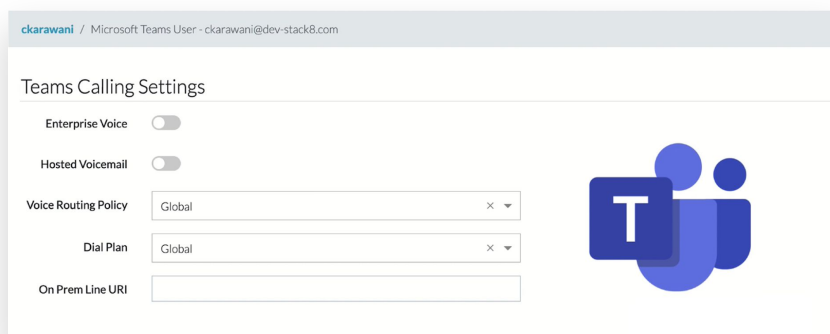 ckarawani / Microsoft Teams User - ckarawani@dev-stack8.com
Teams Calling Settings
Enterprise Voice
Hosted Voicemail
Voice Routing Policy Global
Dial Plan Global
On Prem Line URI
T